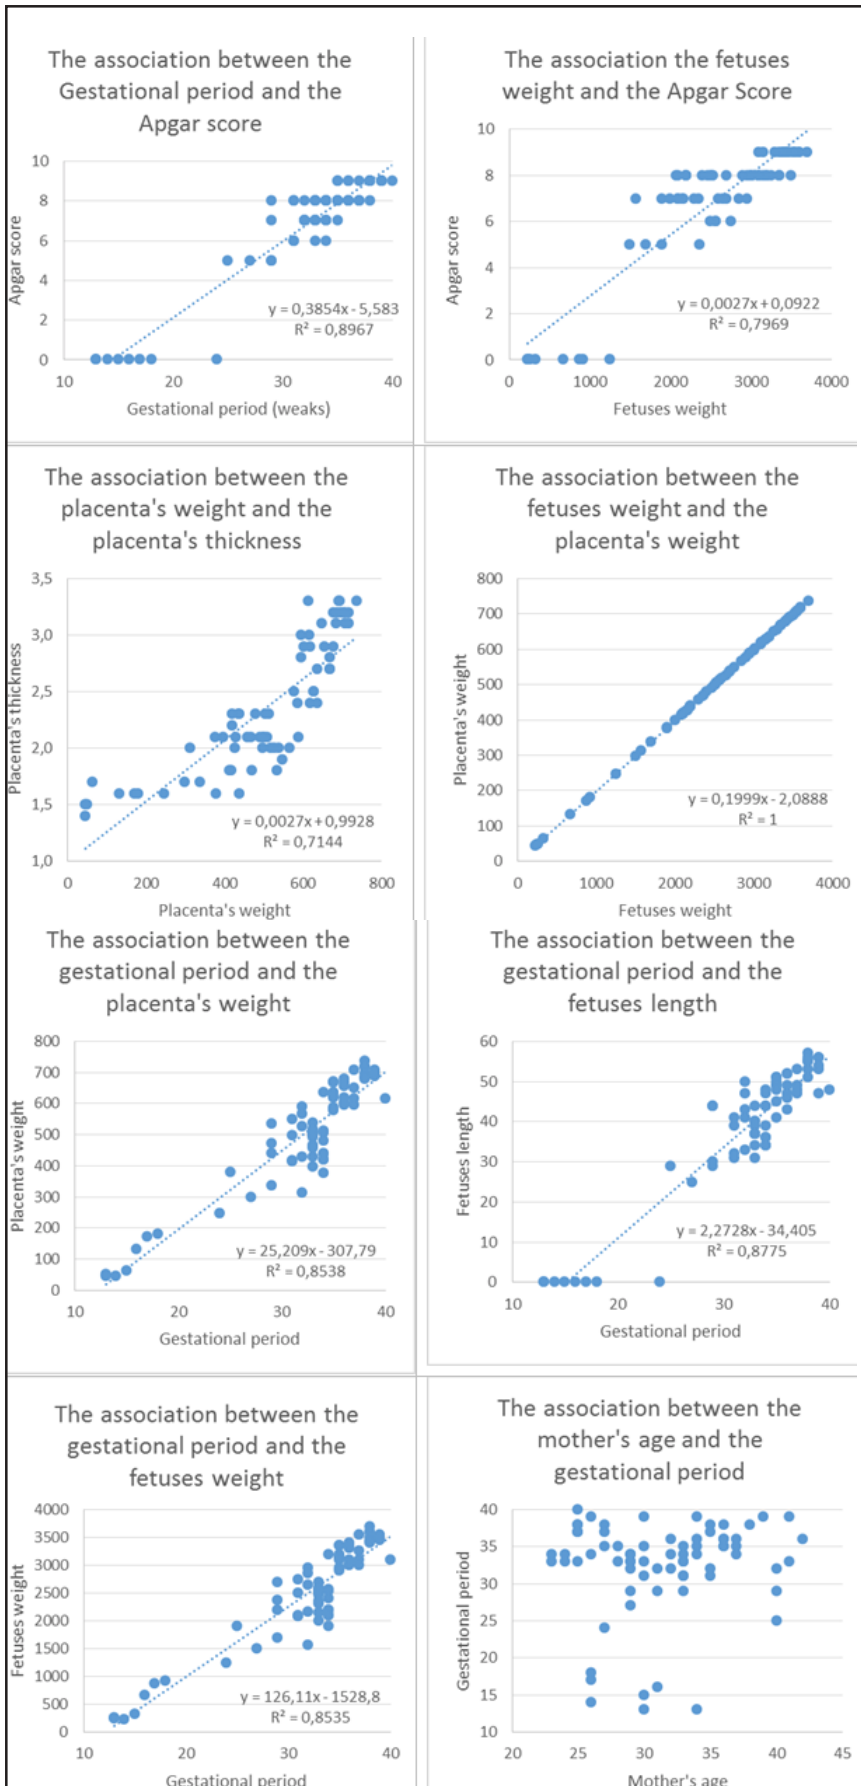 The association between the
Gestational period and the
Apgar score
10
8
6
4
2
0
Apgar score
y = 0,3854x - 5,583
R² = 0,8967
10 20 30 40
Gestational period (weaks)
The association the fetuses
weight and the Apgar Score
10
8
6
4
2
0
Apgar score
y = 0,0027x + 0,0922
R² = 0,7969
0 1000 2000 3000 4000
Fetuses weight
The association between the
placenta's weight and the
placenta's thickness
3,5
3,0
2,5
2,0
1,5
1,0
Placenta's thickness
y = 0,0027x + 0,9928
R² = 0,7144
0 200 400 600 800
Placenta's weight
The association between the
fetuses weight and the
placenta's weight
800
700
600
500
400
300
200
100
0
Placenta's weight
y = 0,1999x - 2,0888
R² = 1
0 1000 2000 3000 4000
Fetuses weight
The association between the
gestational period and the
placenta's weight
800
700
600
500
400
300
200
100
0
Placenta's weight
y = 25,209x - 307,79
R² = 0,8538
10 20 30 40
Gestational period
The association between the
gestational period and the
fetuses length
60
50
40
30
20
10
0
Fetuses length
y = 2,2728x - 34,405
R² = 0,8775
10 20 30 40
Gestational period
The association between the
gestational period and the
fetuses weight
4000
3500
3000
2500
2000
1500
1000
500
0
Fetuses weight
y = 126,11x - 1528,8
R² = 0,8535
10 20 30 40
Gestational period
The association between the
mother's age and the
gestational period
40
35
30
25
20
15
10
Gestational period
20 25 30 35 40 45
Mother's age